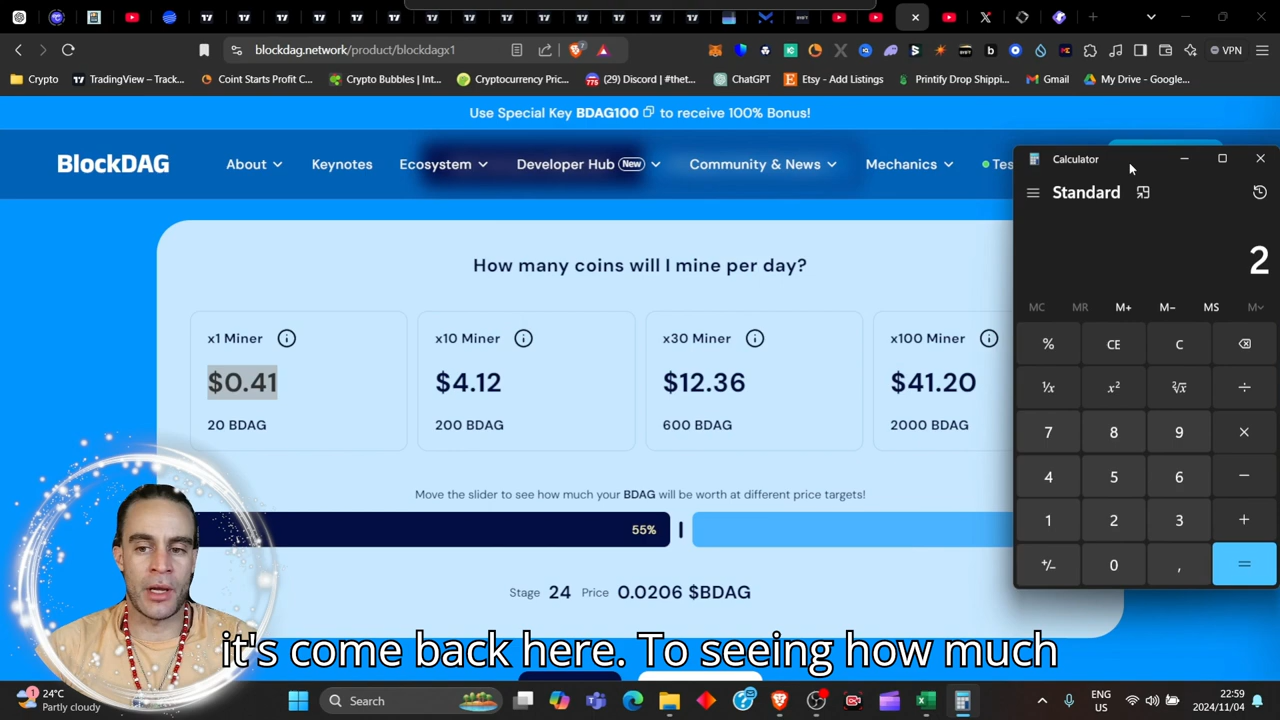 blockdag.network/product/blockdagx1
VPN
Crypto
TradingView – Track...
Coint Starts Profit C...
Crypto Bubbles | Int...
Cryptocurrency Pric...
(29) Discord | #thet...
ChatGPT
Etsy - Add Listings
Printify Drop Shippi...
Gmail
My Drive - Google...
Use Special Key BDAG100 to receive 100% Bonus!
BlockDAG
About
Keynotes
Ecosystem
Developer Hub New
Community & News
Mechanics
Tes
Calculator
Standard
2
MC MR M+ M− MS M
% CE C
¹/x x² ²√x ÷
7 8 9 ×
4 5 6 −
1 2 3 +
+/− 0 , =
How many coins will I mine per day?
x1 Miner
$0.41
20 BDAG
x10 Miner
$4.12
200 BDAG
x30 Miner
$12.36
600 BDAG
x100 Miner
$41.20
2000 BDAG
Move the slider to see how much your BDAG will be worth at different price targets!
55%
Stage 24 Price 0.0206 $BDAG
it's come back here. To seeing how much
24°C
Partly cloudy
Search
ENG
US
22:59
2024/11/04